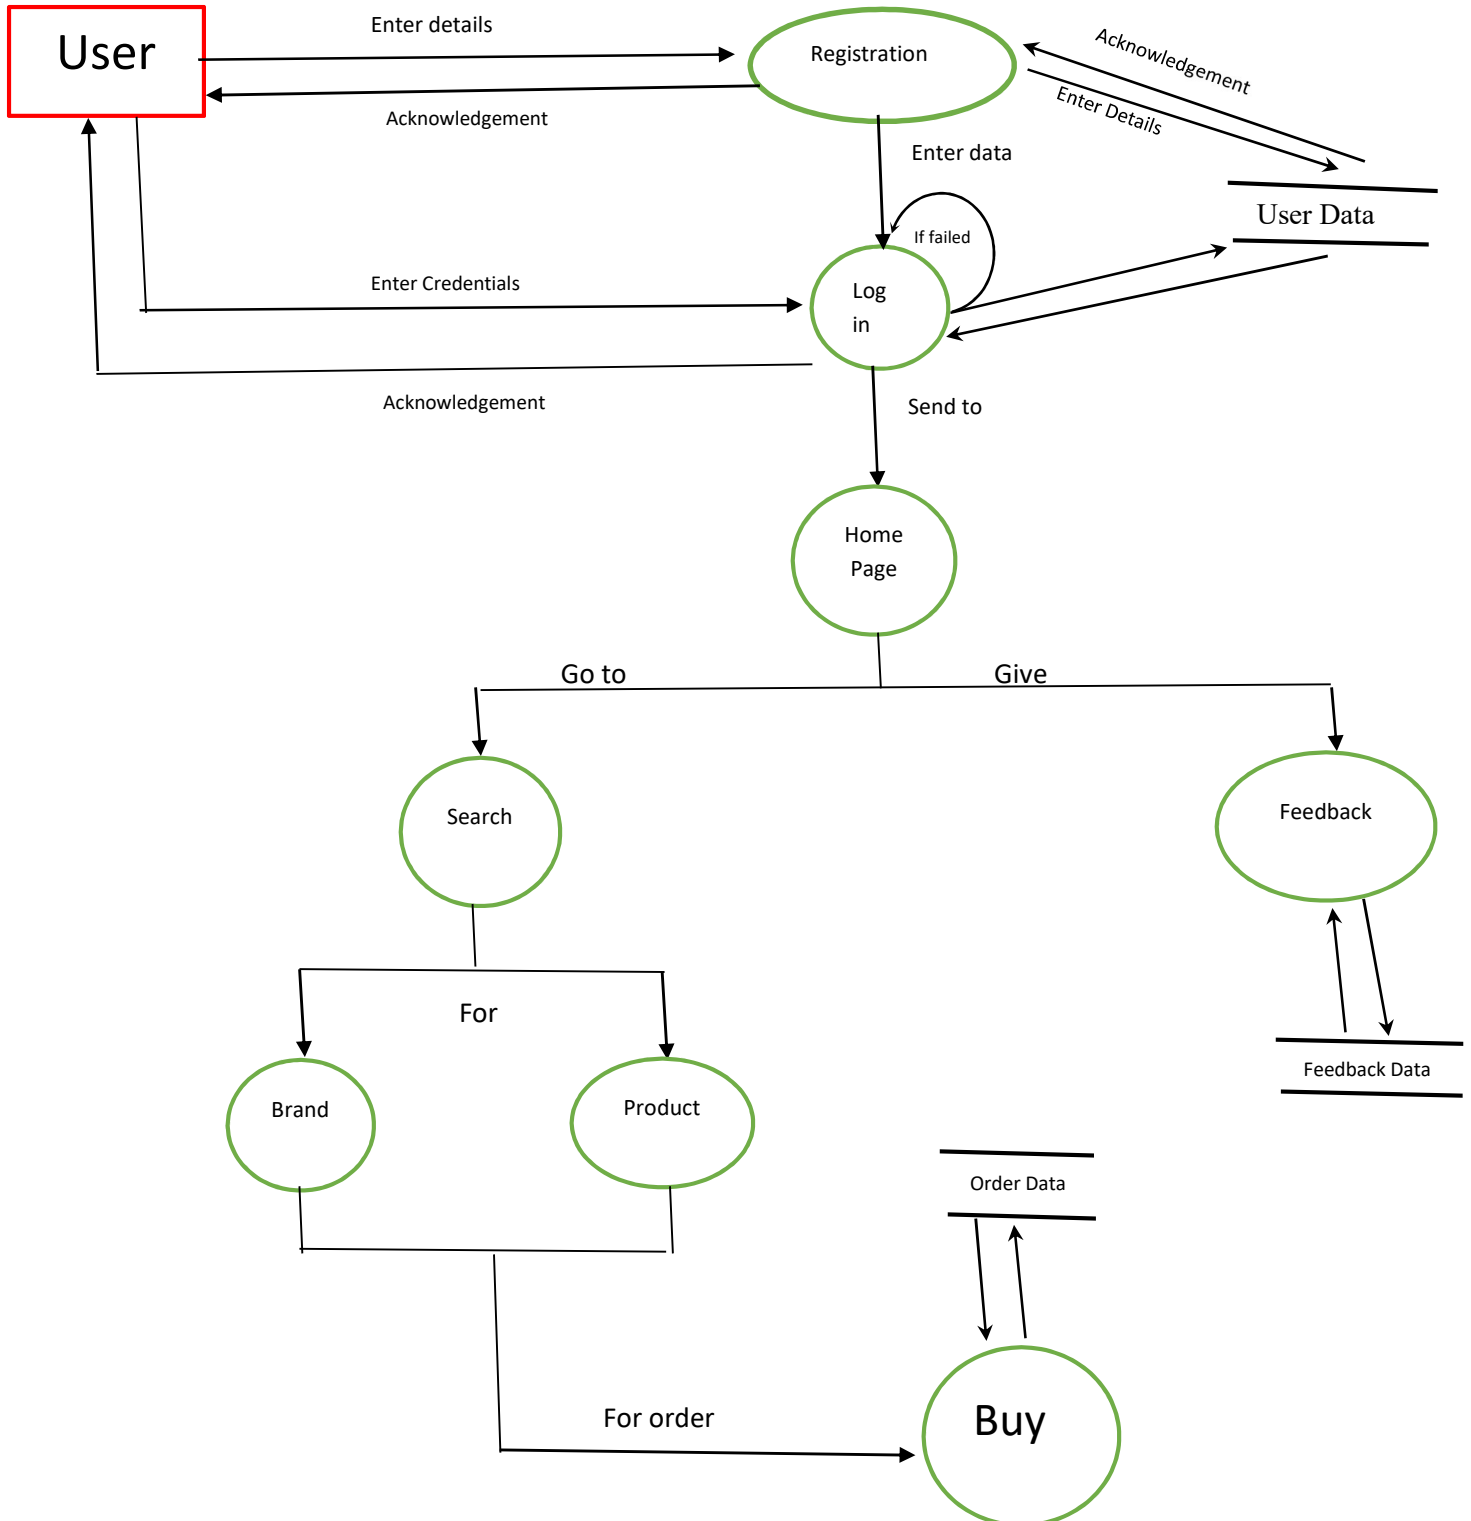 User
Enter details
Registration
Acknowledgement
Acknowledgement
Enter Details
Enter data
User Data
If failed
Enter Credentials
Log
in
Acknowledgement
Send to
Home
Page
Go to
Give
Search
Feedback
For
Feedback Data
Brand
Product
Order Data
For order
Buy